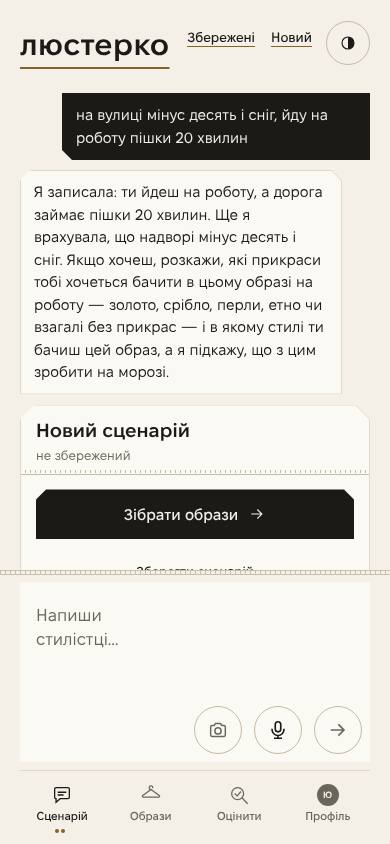 люстерко
Збережені
Новий
на вулиці мінус десять і сніг, йду на
роботу пішки 20 хвилин
Я записала: ти йдеш на роботу, а дорога
займає пішки 20 хвилин. Ще я
врахувала, що надворі мінус десять і
сніг. Якщо хочеш, розкажи, які прикраси
тобі хочеться бачити в цьому образі на
роботу — золото, срібло, перли, етно чи
взагалі без прикрас — і в якому стилі ти
бачиш цей образ, а я підкажу, що з цим
зробити на морозі.
Новий сценарій
не збережений
Зібрати образи →
Напиши
стилістці...
Сценарій
Образи
Оцінити
Ю
Профіль